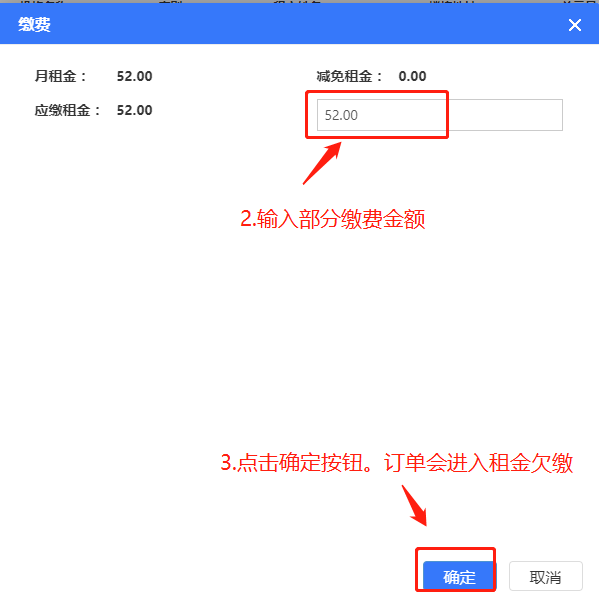 缴费
月租金： 52.00 减免租金： 0.00
应缴租金： 52.00 52.00
2.输入部分缴费金额
3.点击确定按钮。订单会进入租金欠缴
确定 取消